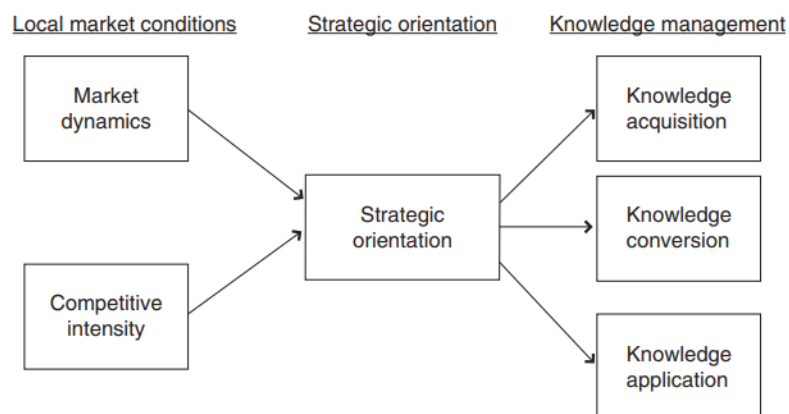 Local market conditions
Strategic orientation
Knowledge management
Market
dynamics
Competitive
intensity
Strategic
orientation
Knowledge
acquisition
Knowledge
conversion
Knowledge
application